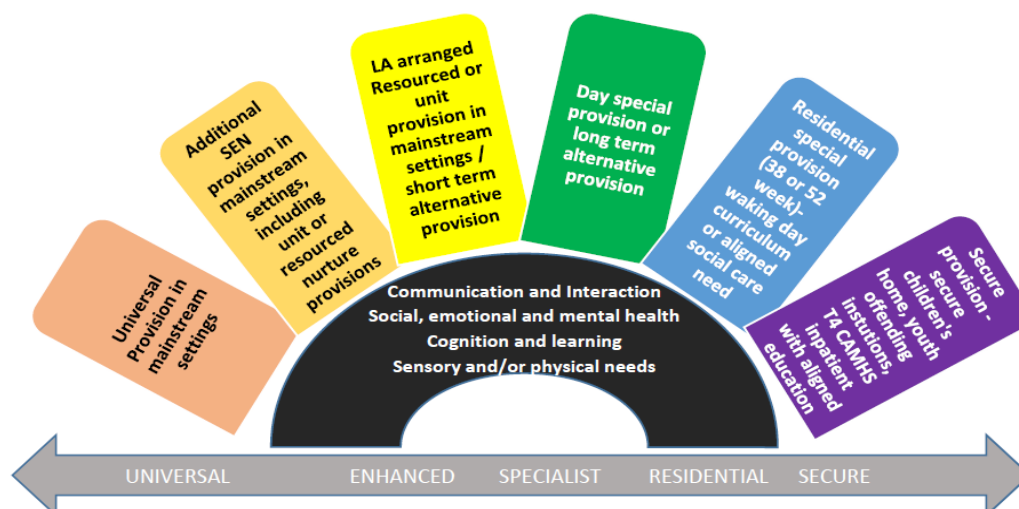 Universal
Provision in
mainstream
settings
Additional
SEN
provision in
mainstream
settings,
including
unit or
resourced
nurture
provisions
LA arranged
Resourced or
unit
provision in
mainstream
settings /
short term
alternative
provision
Day special
provision or
long term
alternative
provision
Residential
special
provision
(38 or 52
week)-
waking day
curriculum
or aligned
social care
need
Secure
provision -
secure
children's
home, youth
offending
instutions,
T4 CAMHS
inpatient
with aligned
education
Communication and Interaction
Social, emotional and mental health
Cognition and learning
Sensory and/or physical needs
UNIVERSAL ENHANCED SPECIALIST RESIDENTIAL SECURE